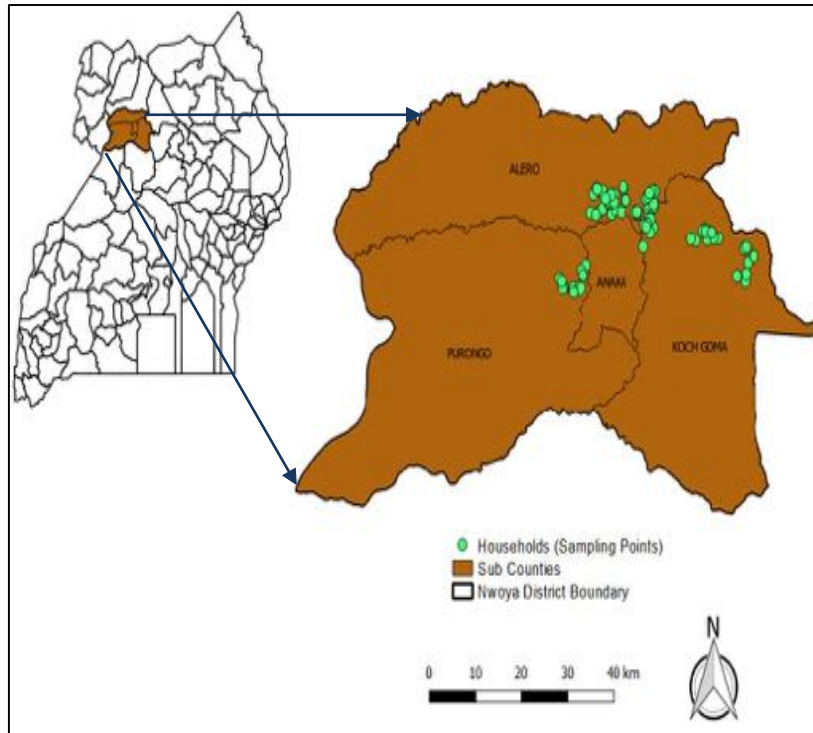 ALERO
ANAKA
PURONGO
KOCH GOMA
Households (Sampling Points)
Sub Counties
Nwoya District Boundary
N
0 10 20 30 40 km